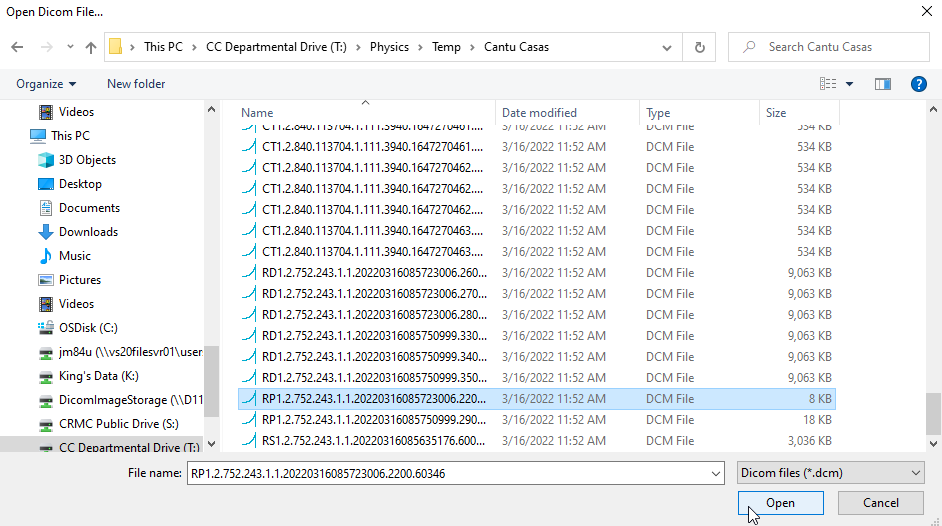 Open Dicom File...
This PC > CC Departmental Drive (T:) > Physics > Temp > Cantu Casas
Search Cantu Casas
Organize
New folder
Videos
This PC
3D Objects
Desktop
Documents
Downloads
Music
Pictures
Videos
OSDisk (C:)
jm84u (\\vs20filesvr01\user
King's Data (K:)
DicomImageStorage (\\D11
CRMC Public Drive (S:)
CC Departmental Drive (T:)
Name Date modified Type Size
CT1.2.840.113704.1.111.3940.1647270461.... 3/16/2022 11:52 AM DCM File 534 KB
CT1.2.840.113704.1.111.3940.1647270461.... 3/16/2022 11:52 AM DCM File 534 KB
CT1.2.840.113704.1.111.3940.1647270462.... 3/16/2022 11:52 AM DCM File 534 KB
CT1.2.840.113704.1.111.3940.1647270462.... 3/16/2022 11:52 AM DCM File 534 KB
CT1.2.840.113704.1.111.3940.1647270462.... 3/16/2022 11:52 AM DCM File 534 KB
CT1.2.840.113704.1.111.3940.1647270463.... 3/16/2022 11:52 AM DCM File 534 KB
CT1.2.840.113704.1.111.3940.1647270463.... 3/16/2022 11:52 AM DCM File 534 KB
RD1.2.752.243.1.1.20220316085723006.260... 3/16/2022 11:52 AM DCM File 9,063 KB
RD1.2.752.243.1.1.20220316085723006.270... 3/16/2022 11:52 AM DCM File 9,063 KB
RD1.2.752.243.1.1.20220316085723006.280... 3/16/2022 11:52 AM DCM File 9,063 KB
RD1.2.752.243.1.1.20220316085750999.330... 3/16/2022 11:52 AM DCM File 9,063 KB
RD1.2.752.243.1.1.20220316085750999.340... 3/16/2022 11:52 AM DCM File 9,063 KB
RD1.2.752.243.1.1.20220316085750999.350... 3/16/2022 11:52 AM DCM File 9,063 KB
RP1.2.752.243.1.1.20220316085723006.220... 3/16/2022 11:52 AM DCM File 8 KB
RP1.2.752.243.1.1.20220316085750999.290... 3/16/2022 11:52 AM DCM File 18 KB
RS1.2.752.243.1.1.20220316085635176.600... 3/16/2022 11:52 AM DCM File 3,036 KB
File name: RP1.2.752.243.1.1.20220316085723006.2200.60346
Dicom files (*.dcm)
Open Cancel